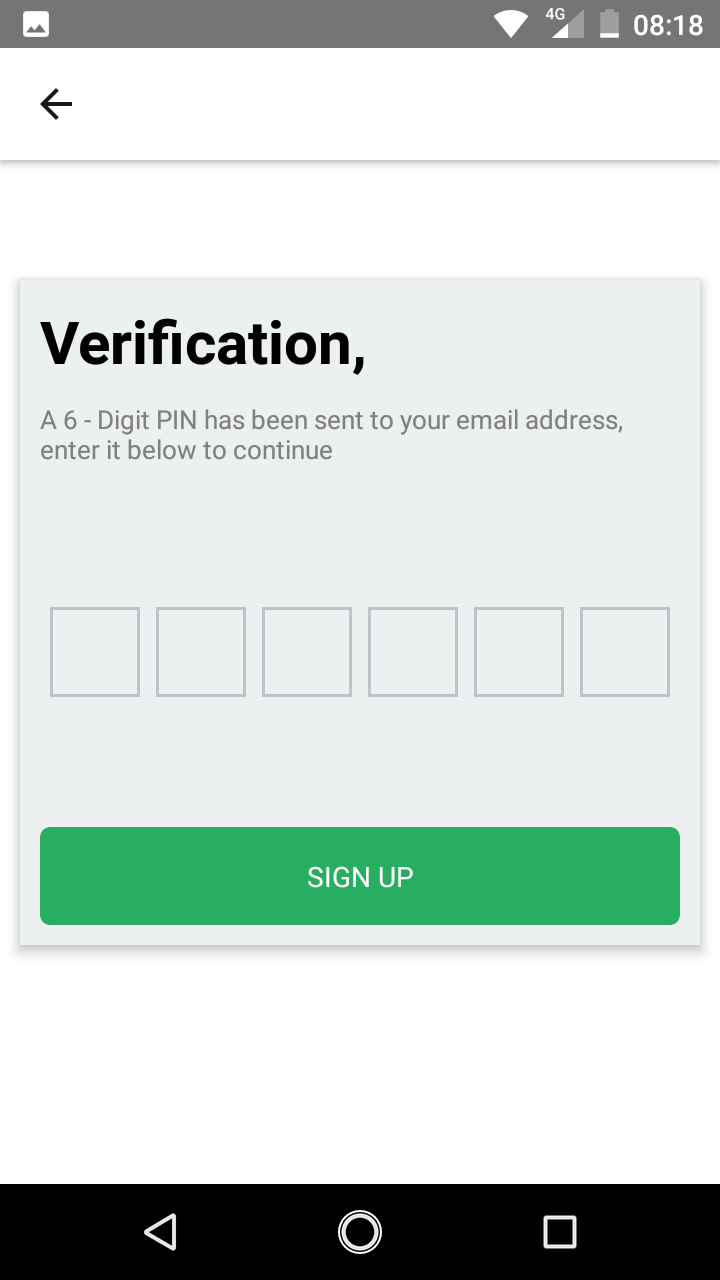 4G 08:18
Verification,
A 6 - Digit PIN has been sent to your email address,
enter it below to continue
SIGN UP